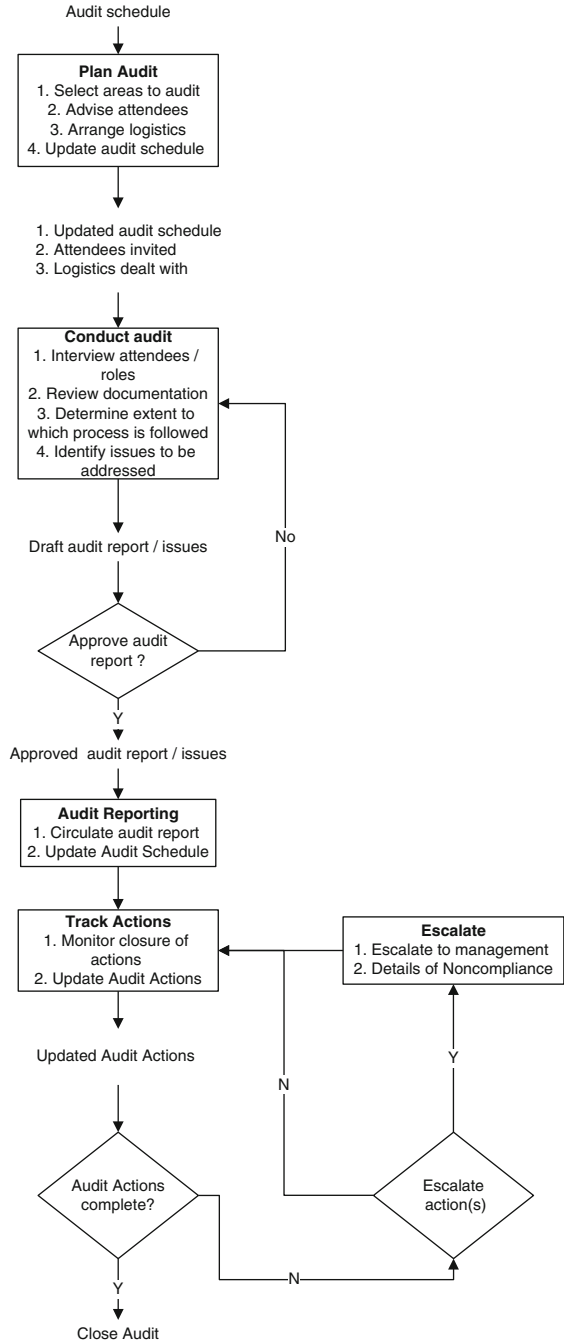 Audit schedule
Plan Audit
1. Select areas to audit
2. Advise attendees
3. Arrange logistics
4. Update audit schedule
1. Updated audit schedule
2. Attendees invited
3. Logistics dealt with
Conduct audit
1. Interview attendees /
roles
2. Review documentation
3. Determine extent to
which process is followed
4. Identify issues to be
addressed
No
Draft audit report / issues
Approve audit
report ?
Y
Approved audit report / issues
Audit Reporting
1. Circulate audit report
2. Update Audit Schedule
Track Actions
1. Monitor closure of
actions
2. Update Audit Actions
Escalate
1. Escalate to management
2. Details of Noncompliance
Updated Audit Actions
N
Y
Audit Actions
complete?
Escalate
action(s)
N
Y
Close Audit